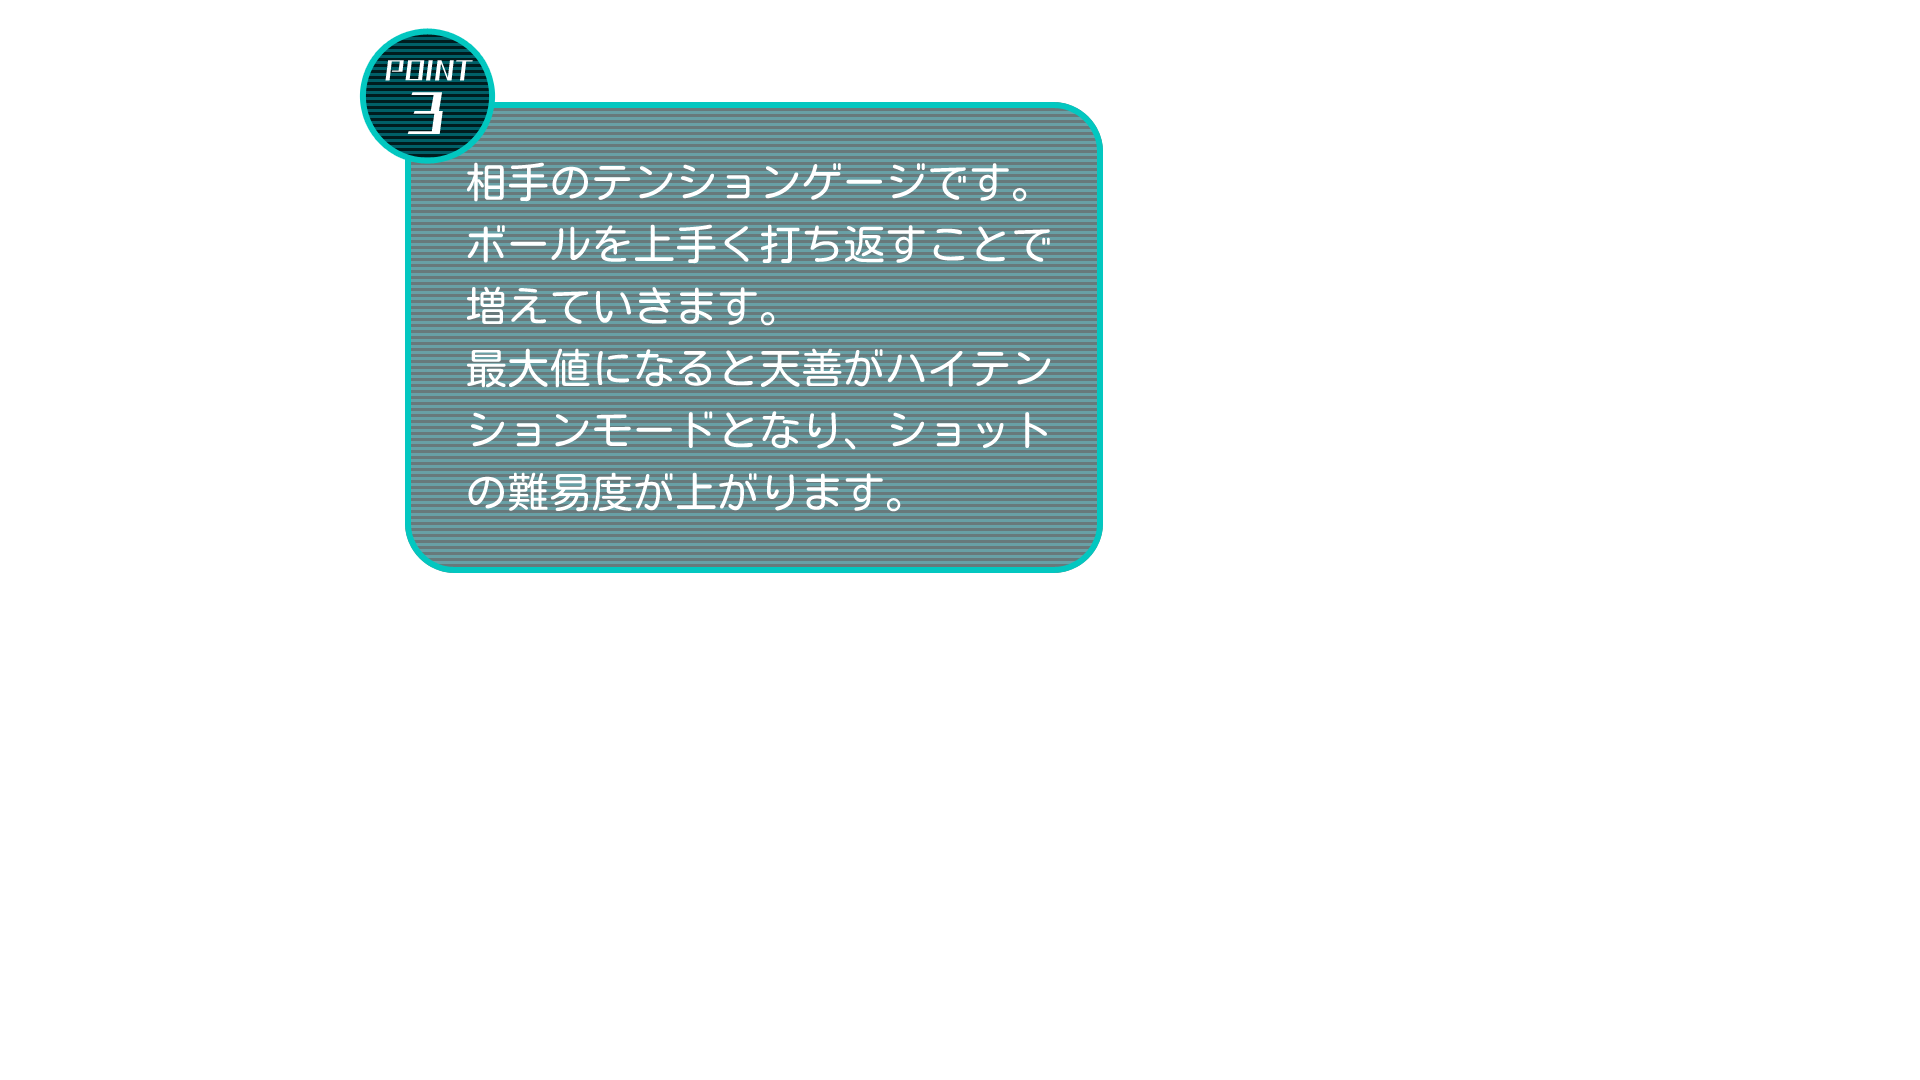 POINT
3
相手のテンションゲージです。
ボールを上手く打ち返すことで
増えていきます。
最大値になると天善がハイテン
ションモードとなり、ショット
の難易度が上がります。